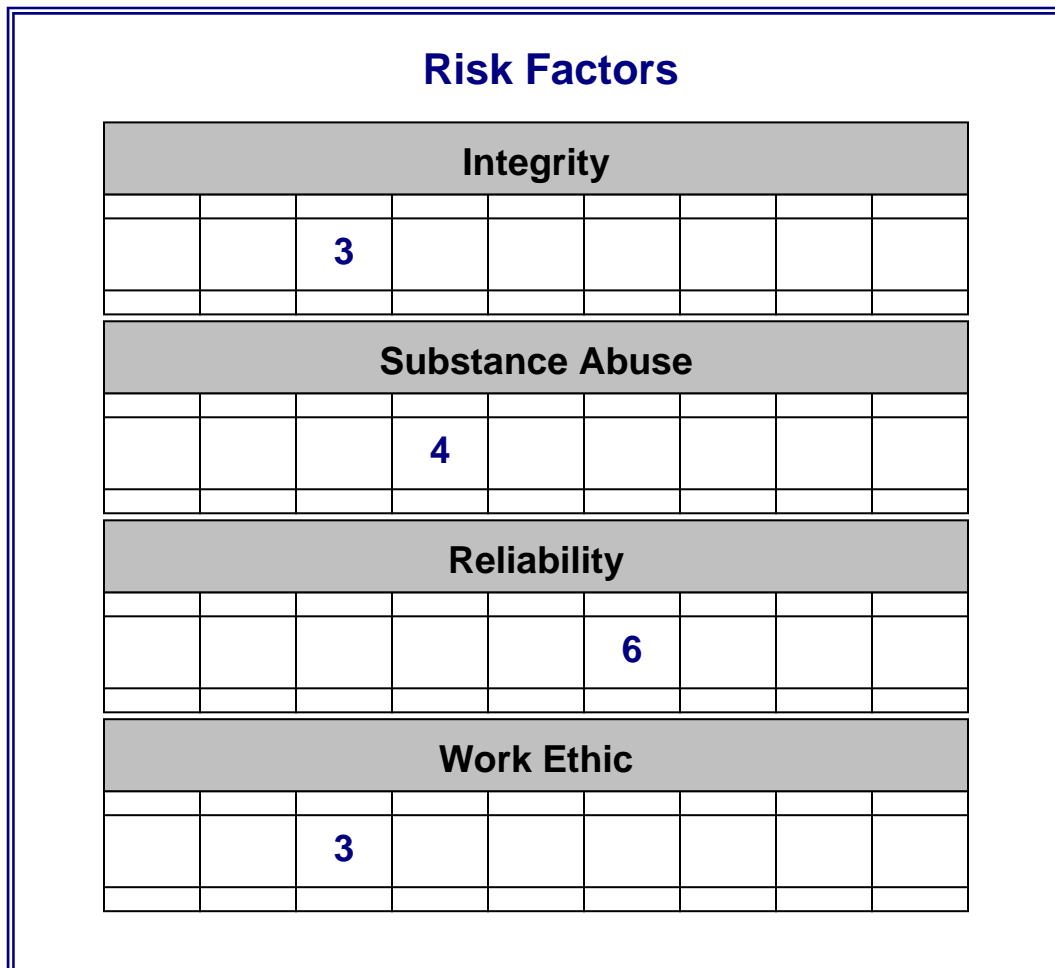 Risk Factors
Integrity
3
Substance Abuse
4
Reliability
6
Work Ethic
3